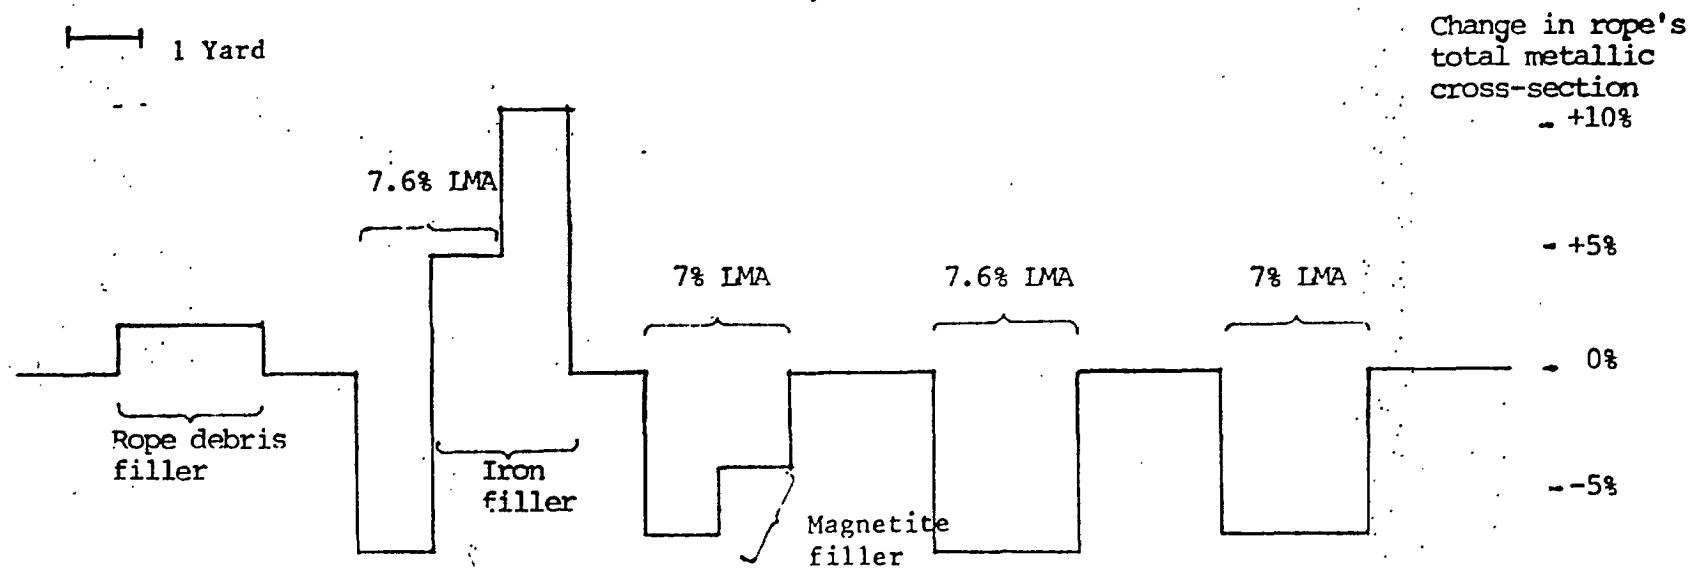 1 Yard
Change in rope's
total metallic
cross-section
+10%
7.6% LMA
+5%
7% LMA
7.6% LMA
7% LMA
0%
Rope debris
filler
Iron
filler
-5%
Magnetite
filler